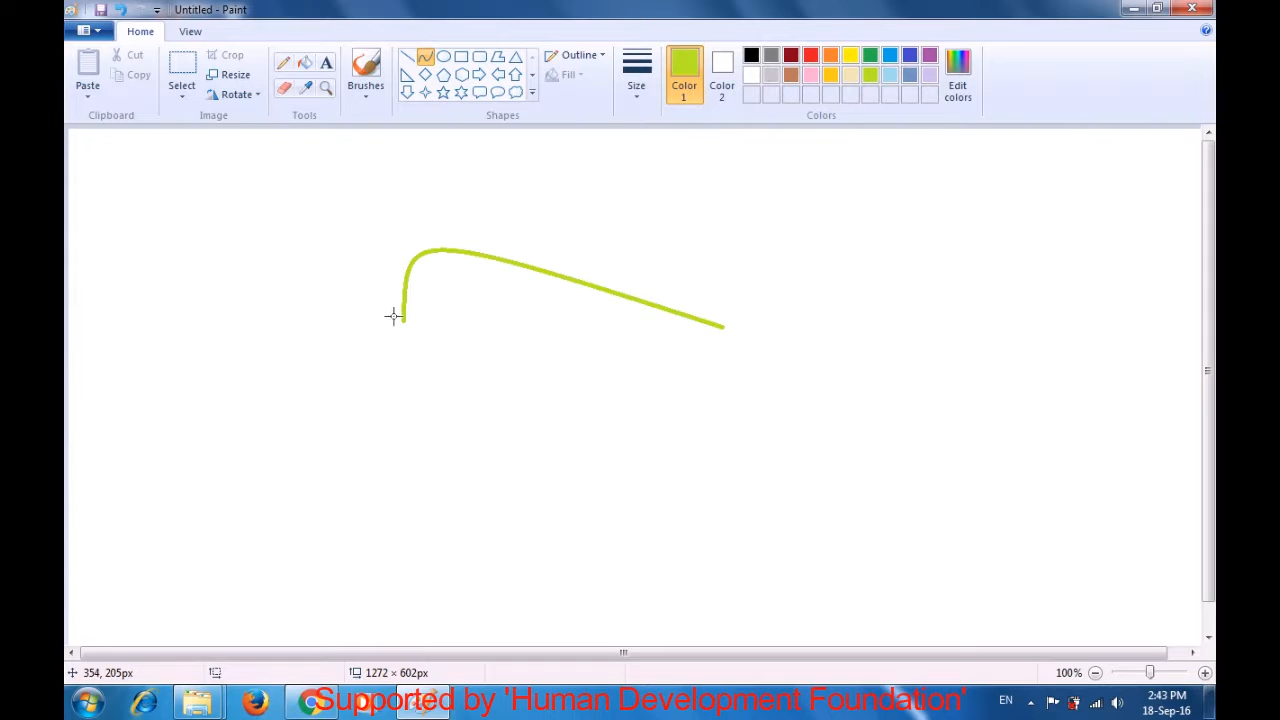 Untitled - Paint
Home View
Paste Cut Copy
Clipboard
Select Crop Resize Rotate
Image
A
Tools
Brushes
Shapes
Outline
Fill
Size
Color 1
Color 2
Edit colors
Colors
354, 205px
1272 × 602px
100%
Supported by 'Human Development Foundation'
EN
2:43 PM
18-Sep-16